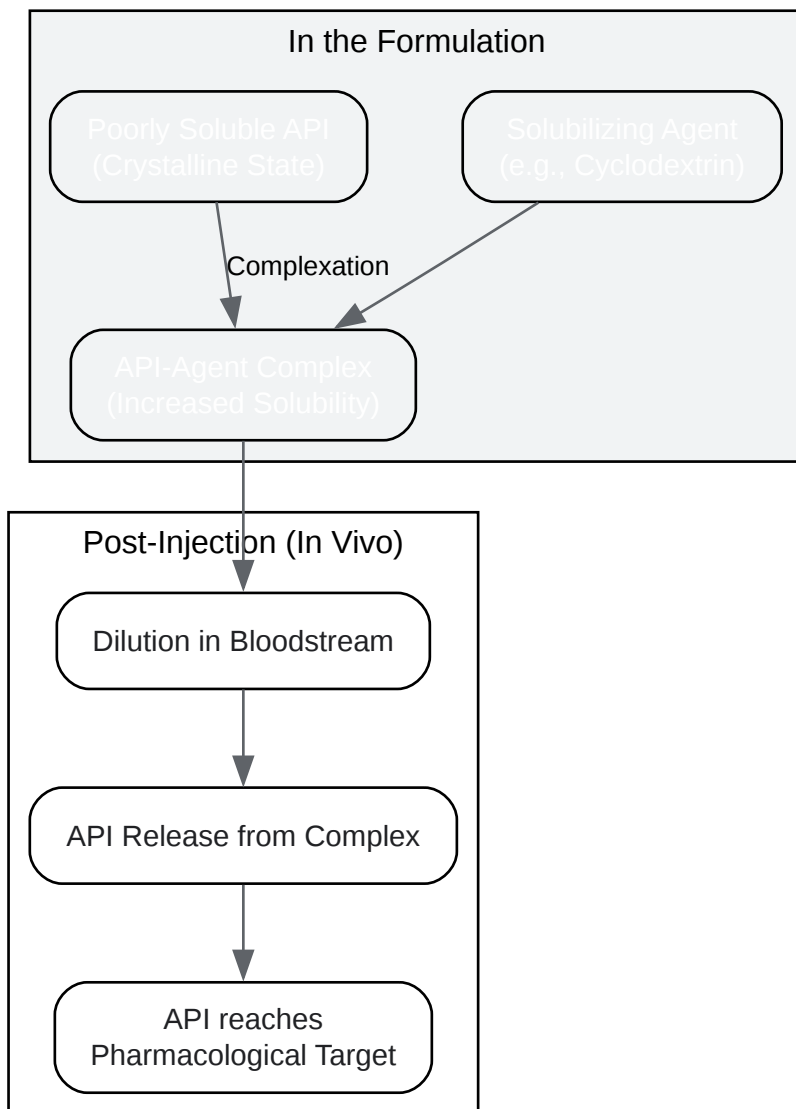 In the Formulation
Poorly Soluble API
(Crystalline State)
Solubilizing Agent
(e.g., Cyclodextrin)
Complexation
API-Agent Complex
(Increased Solubility)
Post-Injection (In Vivo)
Dilution in Bloodstream
API Release from Complex
API reaches
Pharmacological Target